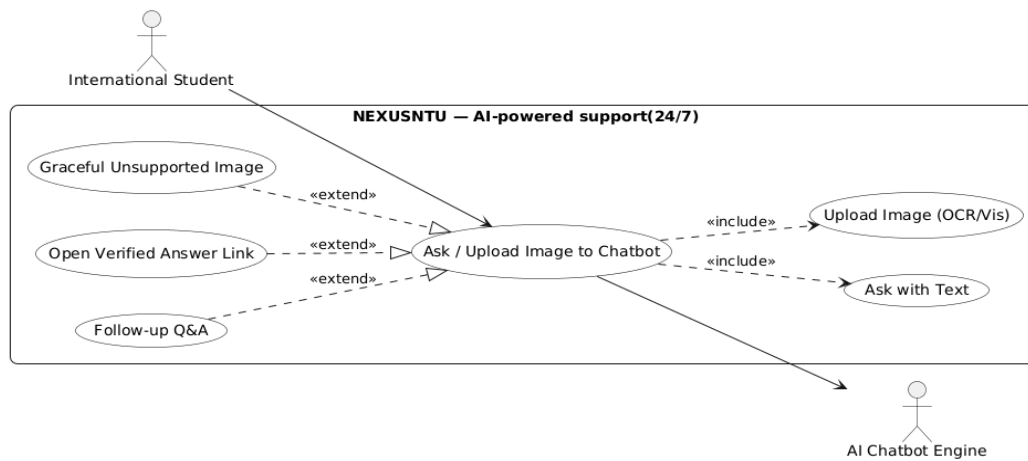 International Student
NEXUSNTU — AI-powered support(24/7)
Graceful Unsupported Image
«extend»
Open Verified Answer Link
«extend»
Follow-up Q&A
«extend»
Ask / Upload Image to Chatbot
«include»
Upload Image (OCR/Vis)
«include»
Ask with Text
AI Chatbot Engine